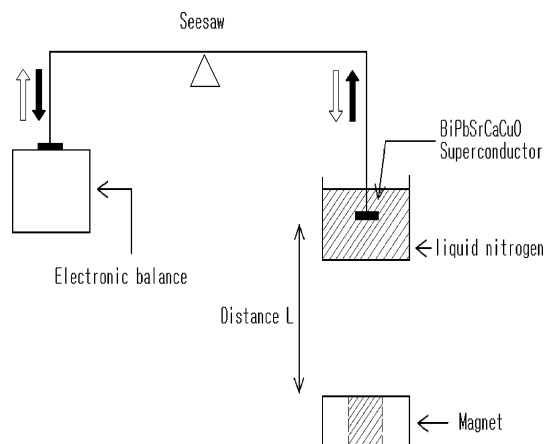 Seesaw
BiPbSrCaCuO
Superconductor
liquid nitrogen
Electronic balance
Distance L
Magnet